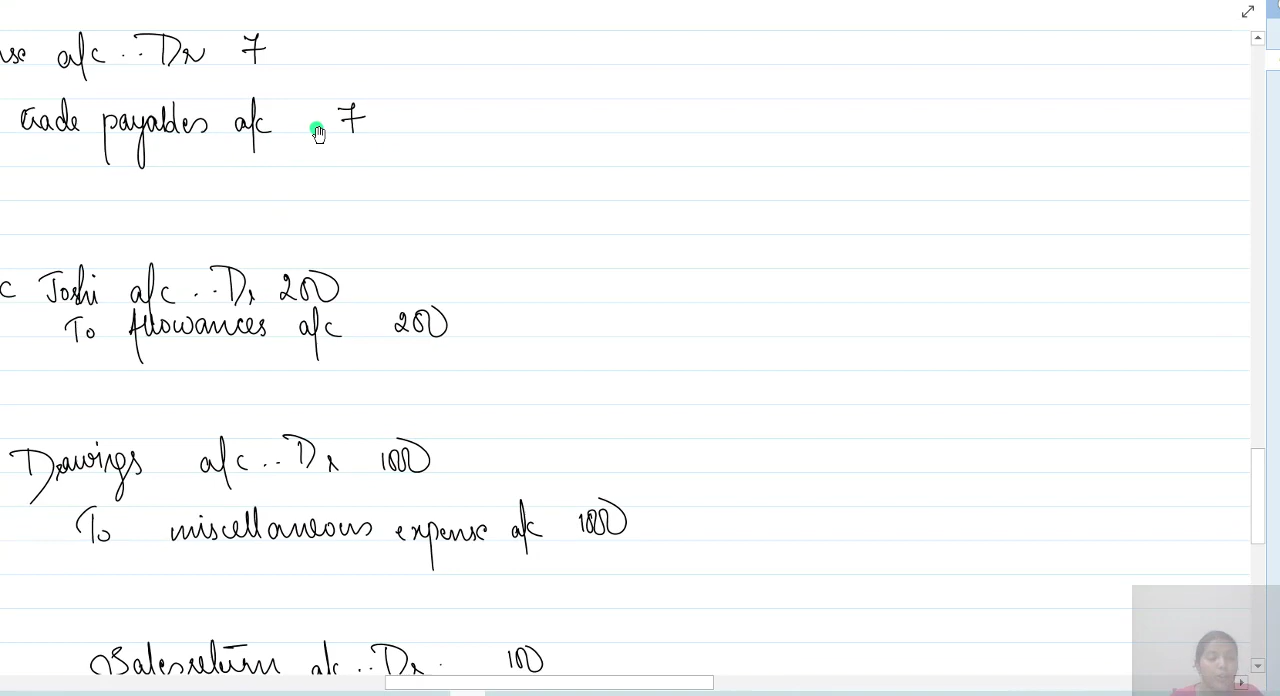 a/c ... Dr 7
trade payables a/c 7
C Joshi a/c ... Dr 200
To Allowances a/c 200
Drawings a/c ... Dr 1000
To miscellaneous expense a/c 1000
Sales return a/c ... Dr. 100